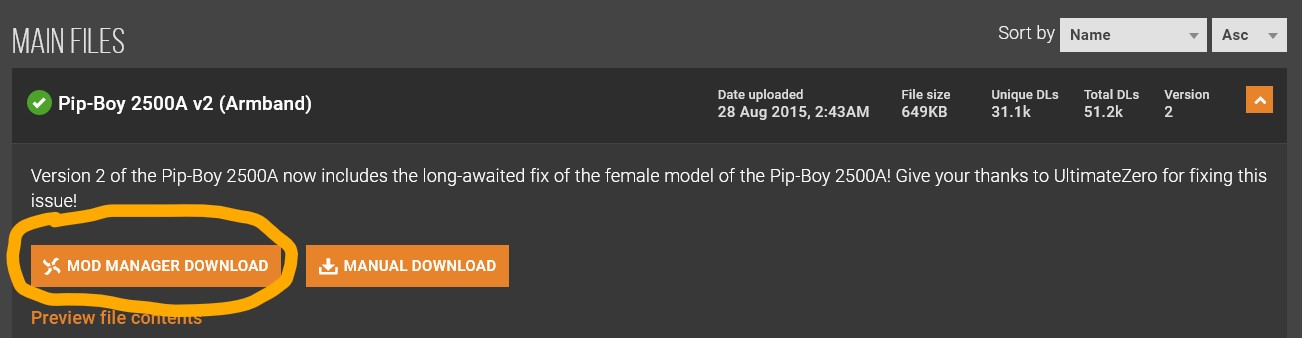 MAIN FILES
Sort by Name Asc
Pip-Boy 2500A v2 (Armband)
Date uploaded
28 Aug 2015, 2:43AM
File size
649KB
Unique DLs
31.1k
Total DLs
51.2k
Version
2
Version 2 of the Pip-Boy 2500A now includes the long-awaited fix of the female model of the Pip-Boy 2500A! Give your thanks to UltimateZero for fixing this
issue!
MOD MANAGER DOWNLOAD
MANUAL DOWNLOAD
Preview file contents